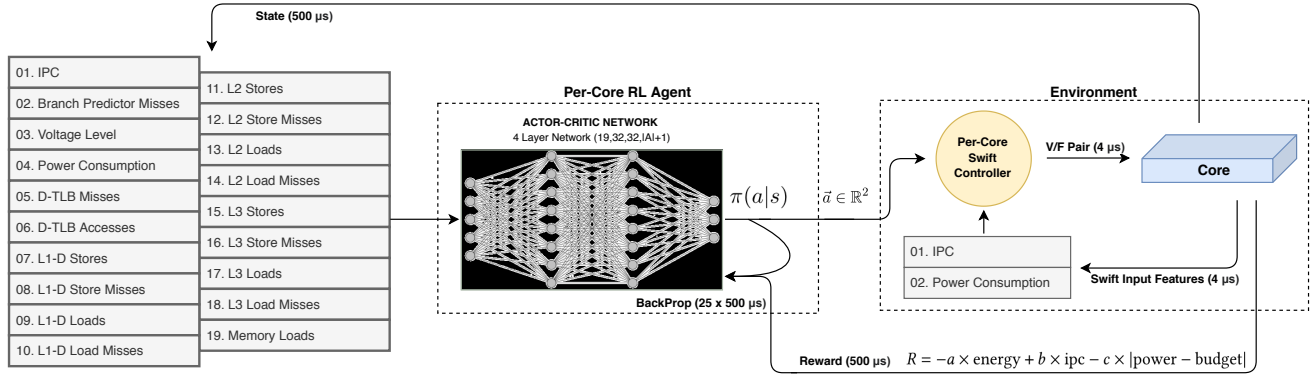 State (500 µs)
01. IPC
02. Branch Predictor Misses
03. Voltage Level
04. Power Consumption
05. D-TLB Misses
06. D-TLB Accesses
07. L1-D Stores
08. L1-D Store Misses
09. L1-D Loads
10. L1-D Load Misses
11. L2 Stores
12. L2 Store Misses
13. L2 Loads
14. L2 Load Misses
15. L3 Stores
16. L3 Store Misses
17. L3 Loads
18. L3 Load Misses
19. Memory Loads
Per-Core RL Agent
ACTOR-CRITIC NETWORK
4 Layer Network (19,32,32,|A|+1)
π(a|s)
BackProp (25 x 500 µs)
a⃗ ∈ ℝ²
Environment
Per-Core
Swift
Controller
V/F Pair (4 µs)
Core
01. IPC
02. Power Consumption
Swift Input Features (4 µs)
Reward (500 µs) R = −a × energy + b × ipc − c × |power − budget|